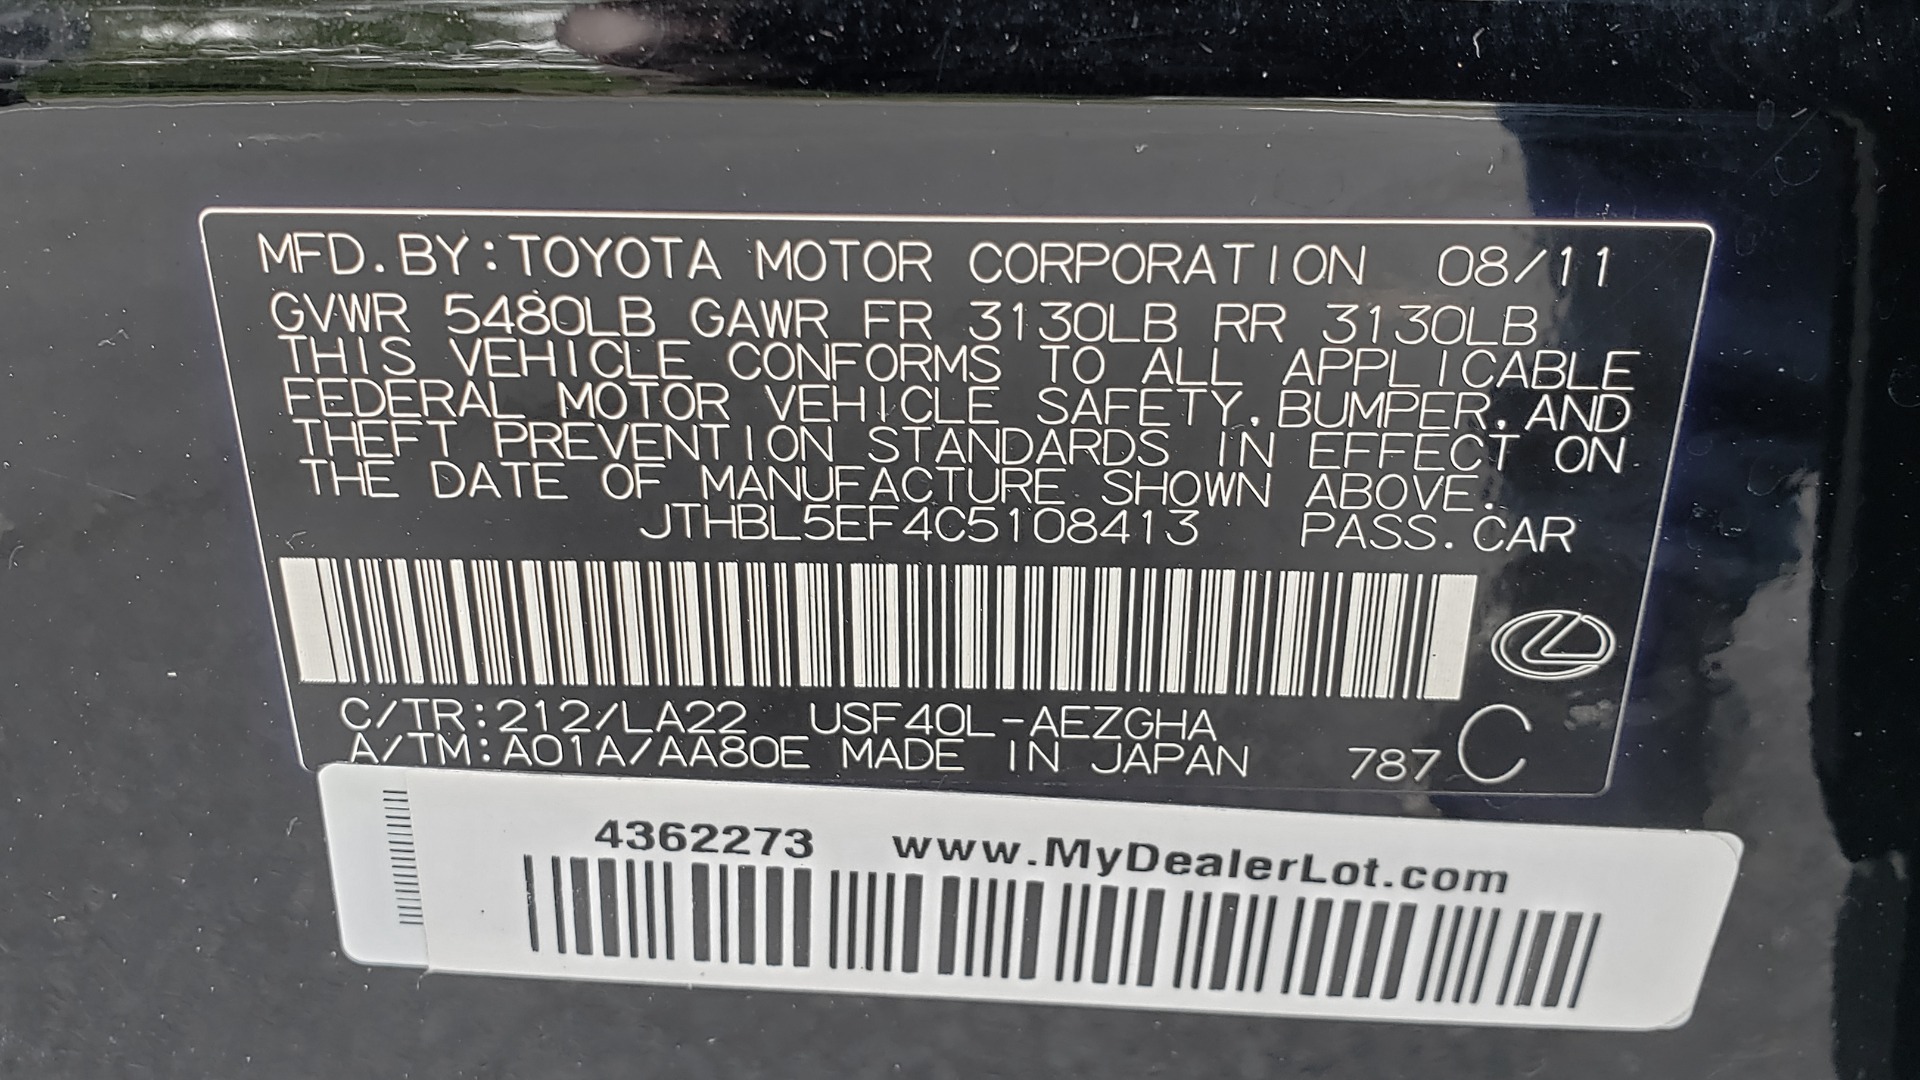 MFD.BY:TOYOTA MOTOR CORPORATION 08/11
GVWR 5480LB GAWR FR 3130LB RR 3130LB
THIS VEHICLE CONFORMS TO ALL APPLICABLE
FEDERAL MOTOR VEHICLE SAFETY,BUMPER,AND
THEFT PREVENTION STANDARDS IN EFFECT ON
THE DATE OF MANUFACTURE SHOWN ABOVE.
JTHBL5EF4C5108413 PASS.CAR
C/TR:212/LA22 USF40L-AEZGHA
A/TM:A01A/AA80E MADE IN JAPAN 787 C
4362273 www.MyDealerLot.com